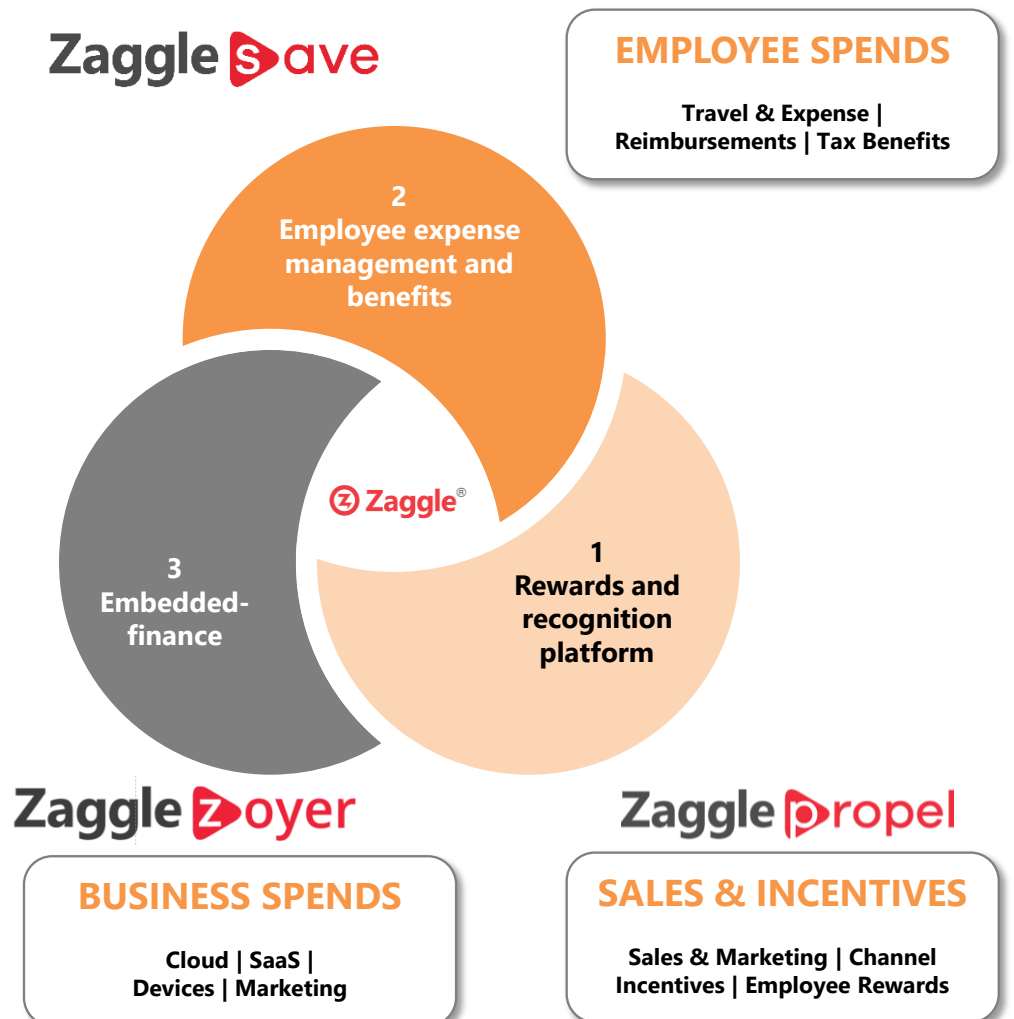 Zaggle save
EMPLOYEE SPENDS
Travel & Expense |
Reimbursements | Tax Benefits
2
Employee expense
management and
benefits
Z Zaggle®
3
Embedded-
finance
1
Rewards and
recognition
platform
Zaggle zoyer
BUSINESS SPENDS
Cloud | SaaS |
Devices | Marketing
Zaggle propel
SALES & INCENTIVES
Sales & Marketing | Channel
Incentives | Employee Rewards